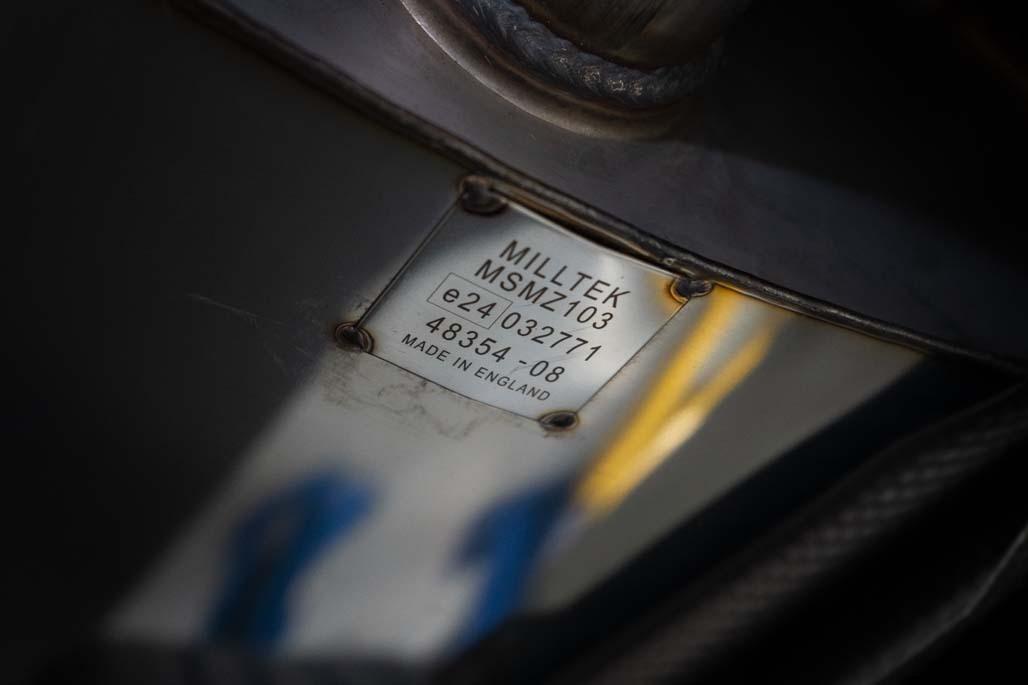 MILLTEK
MSMZ103
e24 032771
48354-08
MADE IN ENGLAND